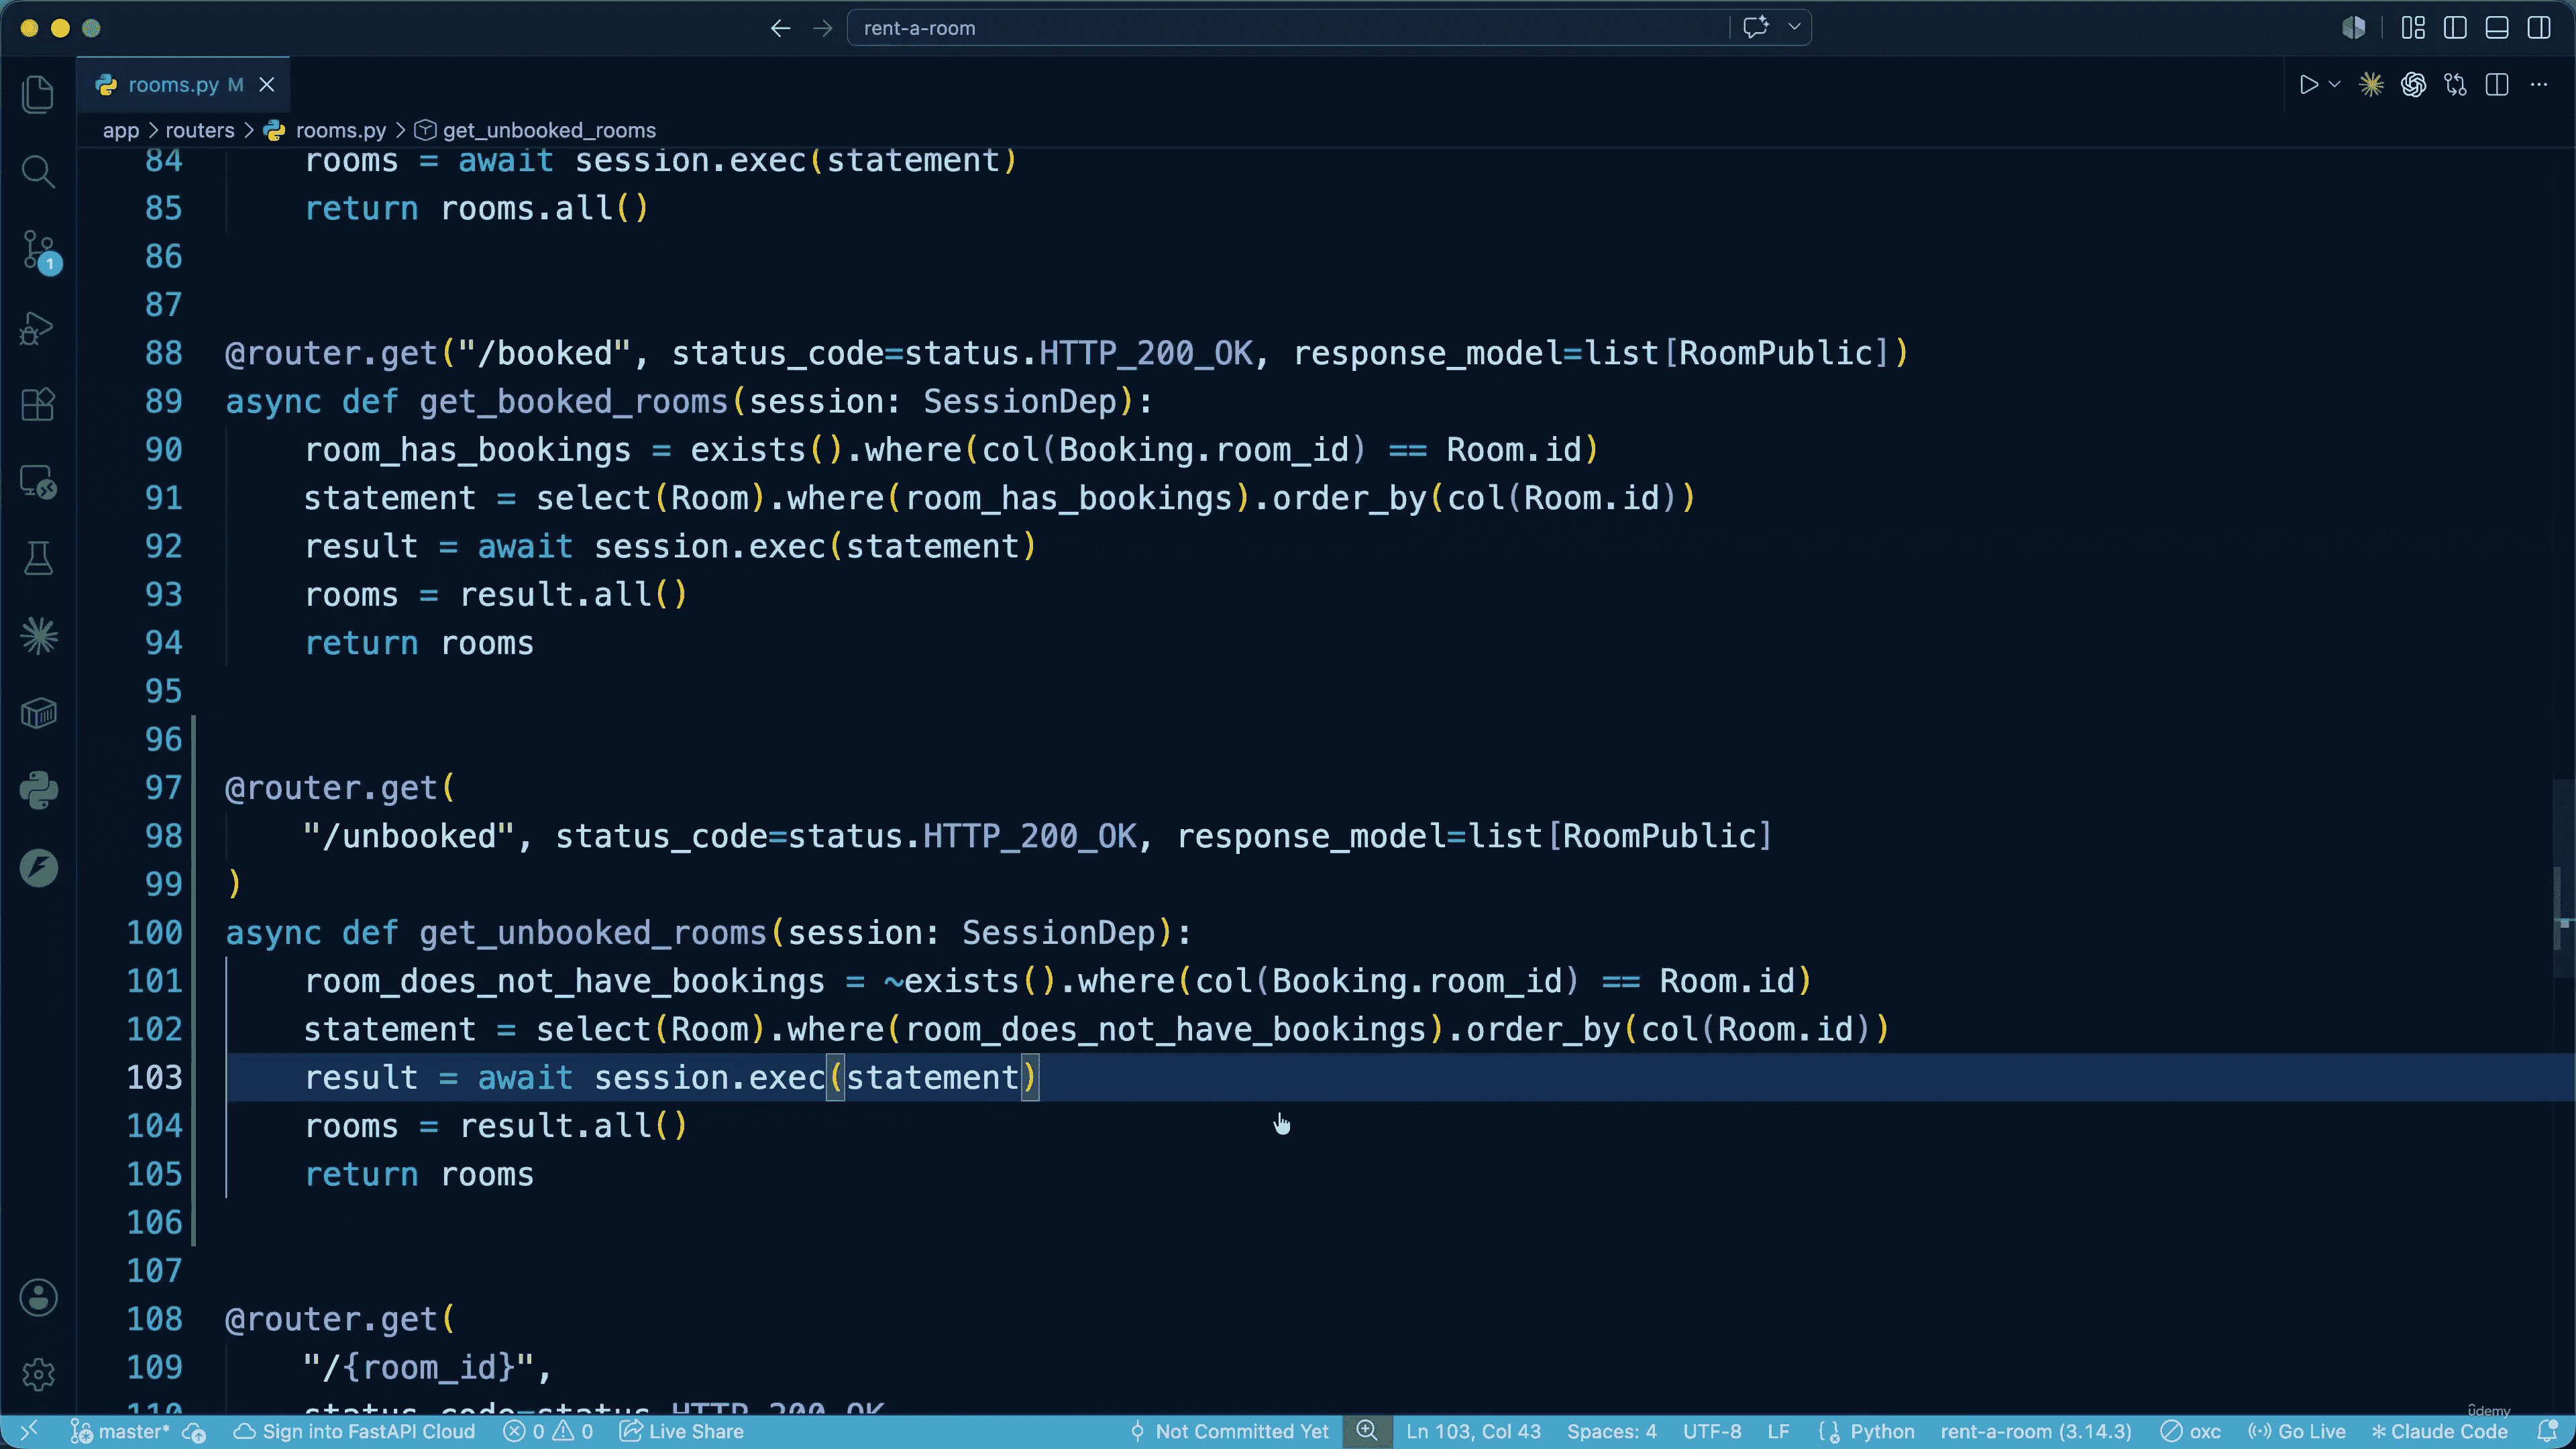 rent-a-room
rooms.py M
app > routers > rooms.py > get_unbooked_rooms
84 rooms = await session.exec(statement)
85 return rooms.all()
86
87
88 @router.get("/booked", status_code=status.HTTP_200_OK, response_model=list[RoomPublic])
89 async def get_booked_rooms(session: SessionDep):
90 room_has_bookings = exists().where(col(Booking.room_id) == Room.id)
91 statement = select(Room).where(room_has_bookings).order_by(col(Room.id))
92 result = await session.exec(statement)
93 rooms = result.all()
94 return rooms
95
96
97 @router.get(
98 "/unbooked", status_code=status.HTTP_200_OK, response_model=list[RoomPublic]
99 )
100 async def get_unbooked_rooms(session: SessionDep):
101 room_does_not_have_bookings = ~exists().where(col(Booking.room_id) == Room.id)
102 statement = select(Room).where(room_does_not_have_bookings).order_by(col(Room.id))
103 result = await session.exec(statement)
104 rooms = result.all()
105 return rooms
106
107
108 @router.get(
109 "/{room_id}",
110 status_code=status.HTTP_200_OK
1
ûdemy
master* Sign into FastAPI Cloud 0 0 Live Share Not Committed Yet Ln 103, Col 43 Spaces: 4 UTF-8 LF Python rent-a-room (3.14.3) oxc Go Live Claude Code